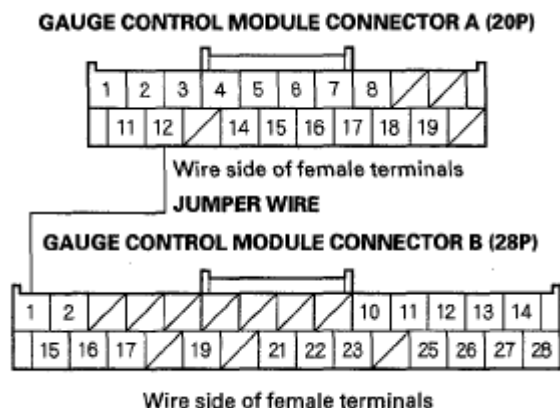 GAUGE CONTROL MODULE CONNECTOR A (20P)
1 2 3 4 5 6 7 8
11 12 14 15 16 17 18 19
Wire side of female terminals
JUMPER WIRE
GAUGE CONTROL MODULE CONNECTOR B (28P)
1 2 10 11 12 13 14
15 16 17 19 21 22 23 25 26 27 28
Wire side of female terminals